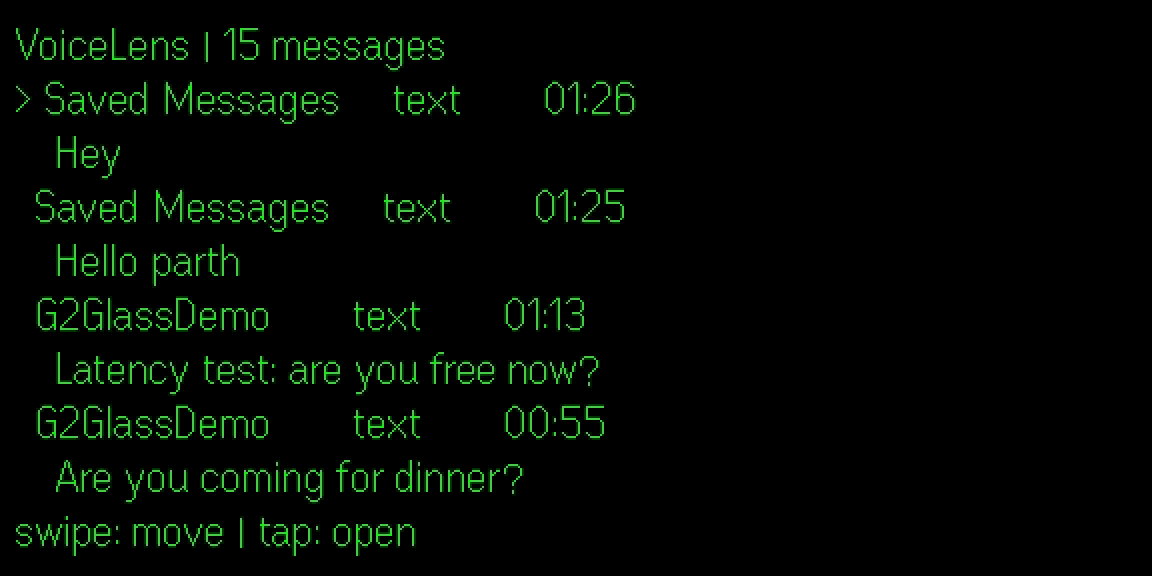 VoiceLens | 15 messages
> Saved Messages text 01:26
Hey
Saved Messages text 01:25
Hello parth
G2GlassDemo text 01:13
Latency test: are you free now?
G2GlassDemo text 00:55
Are you coming for dinner?
swipe: move | tap: open